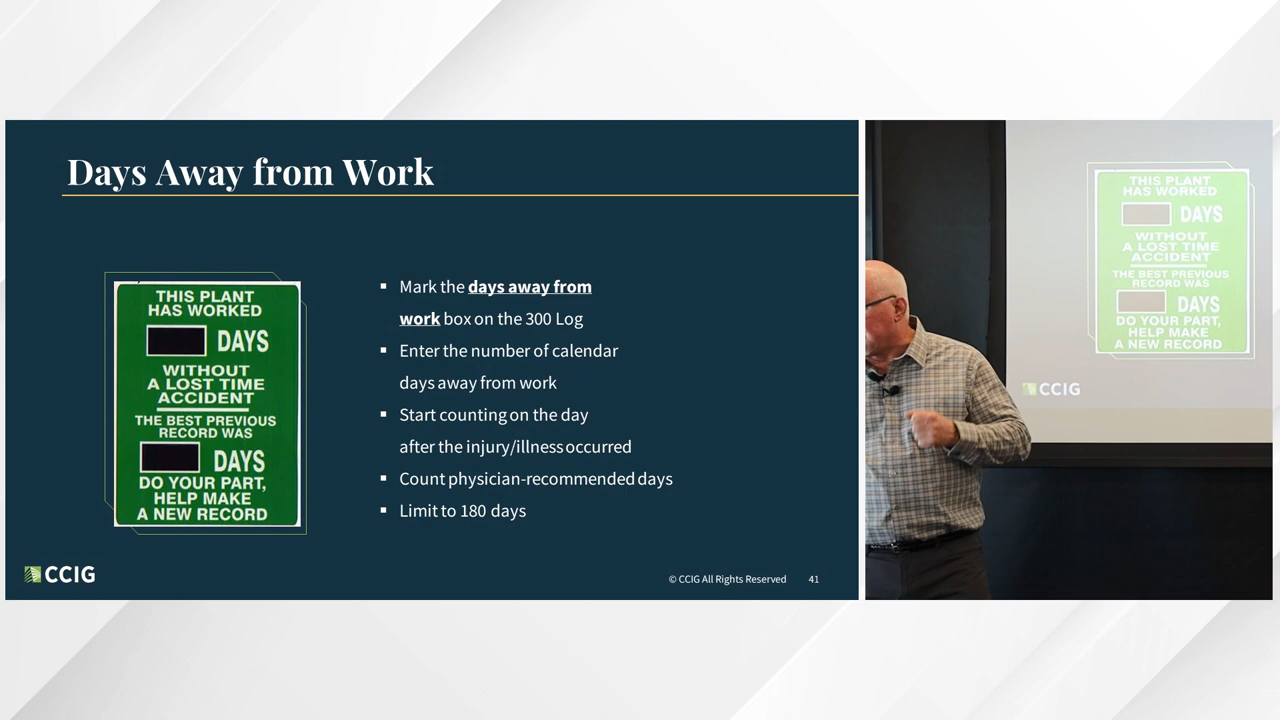 Days Away from Work
THIS PLANT
HAS WORKED
DAYS
WITHOUT
A LOST TIME
ACCIDENT
THE BEST PREVIOUS
RECORD WAS
DAYS
DO YOUR PART,
HELP MAKE
A NEW RECORD
▪ Mark the days away from
work box on the 300 Log
▪ Enter the number of calendar
days away from work
▪ Start counting on the day
after the injury/illness occurred
▪ Count physician-recommended days
▪ Limit to 180 days
CCIG
© CCIG All Rights Reserved 41
THIS PLANT
HAS WORKED
DAYS
WITHOUT
A LOST TIME
ACCIDENT
THE BEST PREVIOUS
RECORD WAS
DAYS
DO YOUR PART,
HELP MAKE
A NEW RECORD
CCIG